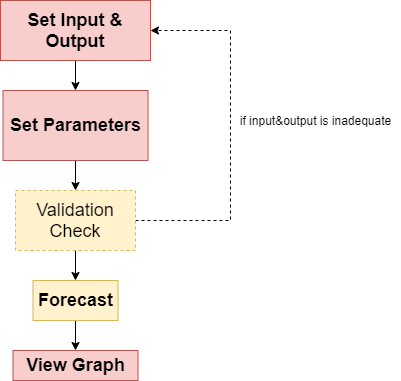 Set Input &
Output
Set Parameters
if input&output is inadequate
Validation
Check
Forecast
View Graph